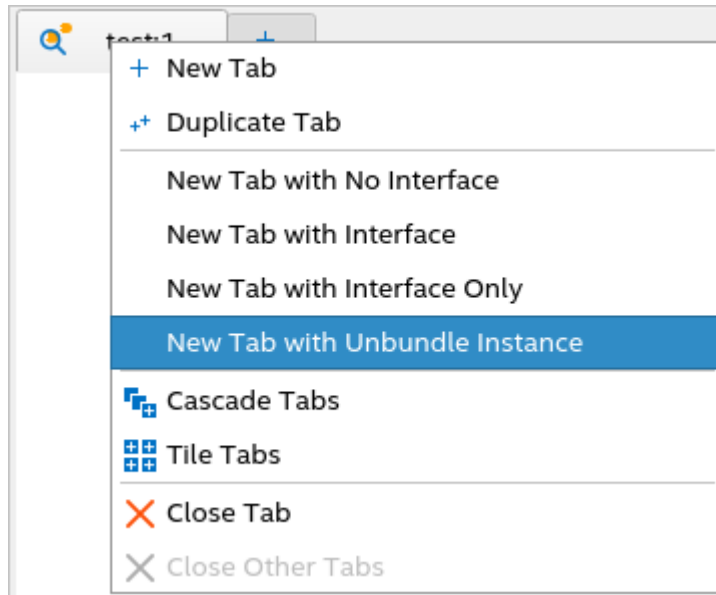 New Tab
Duplicate Tab
New Tab with No Interface
New Tab with Interface
New Tab with Interface Only
New Tab with Unbundle Instance
Cascade Tabs
Tile Tabs
Close Tab
Close Other Tabs